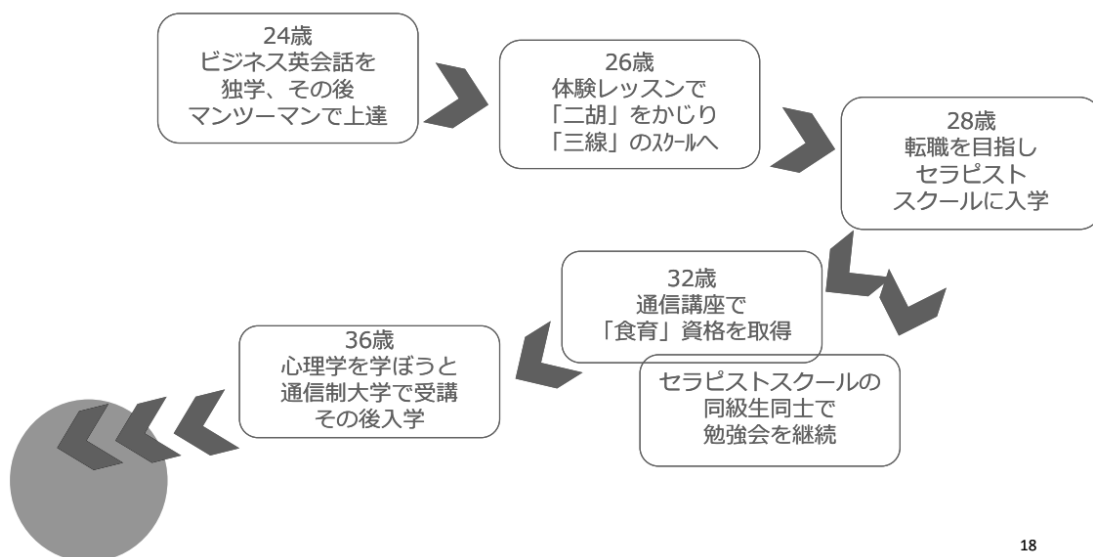 24歳
ビジネス英会話を
独学、その後
マンツーマンで上達
26歳
体験レッスンで
「二胡」をかじり
「三線」のｽｸｰﾙへ
28歳
転職を目指し
セラピスト
スクールに入学
32歳
通信講座で
「食育」資格を取得
セラピストスクールの
同級生同士で
勉強会を継続
36歳
心理学を学ぼうと
通信制大学で受講
その後入学
18